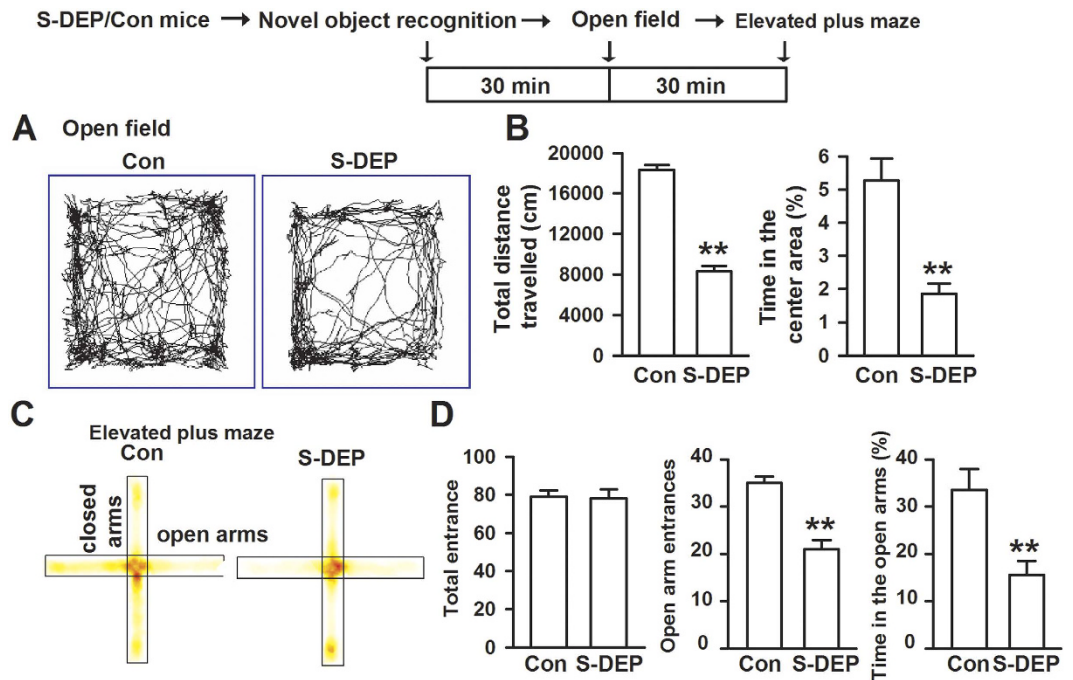 S-DEP/Con mice → Novel object recognition → Open field → Elevated plus maze
30 min 30 min
A Open field
Con S-DEP
B
Total distance
travelled (cm)
20000
16000
12000
8000
4000
0
Con S-DEP
**
Time in the
center area (%)
6
5
4
3
2
1
0
Con S-DEP
**
C
Elevated plus maze
Con S-DEP
closed
arms
open arms
D
Total entrance
100
80
60
40
20
0
Con S-DEP
Open arm entrances
40
30
20
10
0
Con S-DEP
**
Time in the open arms (%)
40
30
20
10
0
Con S-DEP
**